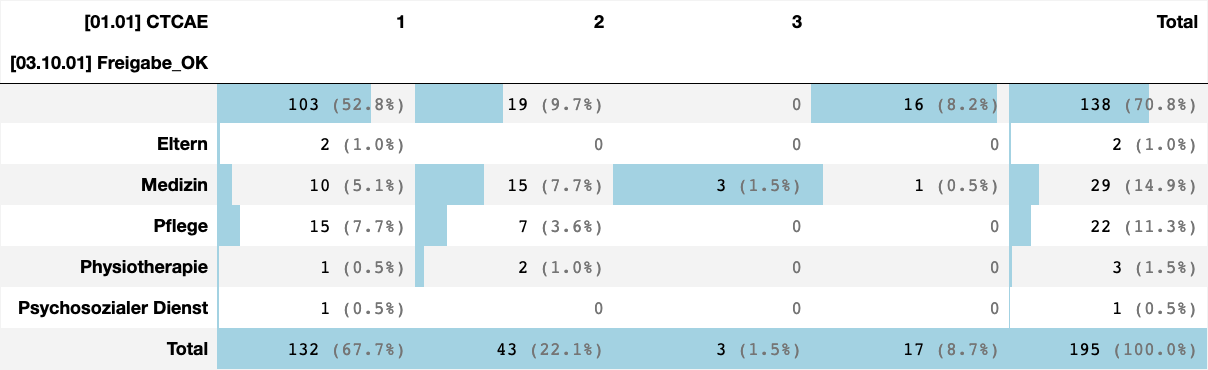 [01.01] CTCAE 1 2 3 Total
[03.10.01] Freigabe_OK
103 (52.8%) 19 (9.7%) 0 16 (8.2%) 138 (70.8%)
Eltern 2 (1.0%) 0 0 0 2 (1.0%)
Medizin 10 (5.1%) 15 (7.7%) 3 (1.5%) 1 (0.5%) 29 (14.9%)
Pflege 15 (7.7%) 7 (3.6%) 0 0 22 (11.3%)
Physiotherapie 1 (0.5%) 2 (1.0%) 0 0 3 (1.5%)
Psychosozialer Dienst 1 (0.5%) 0 0 0 1 (0.5%)
Total 132 (67.7%) 43 (22.1%) 3 (1.5%) 17 (8.7%) 195 (100.0%)